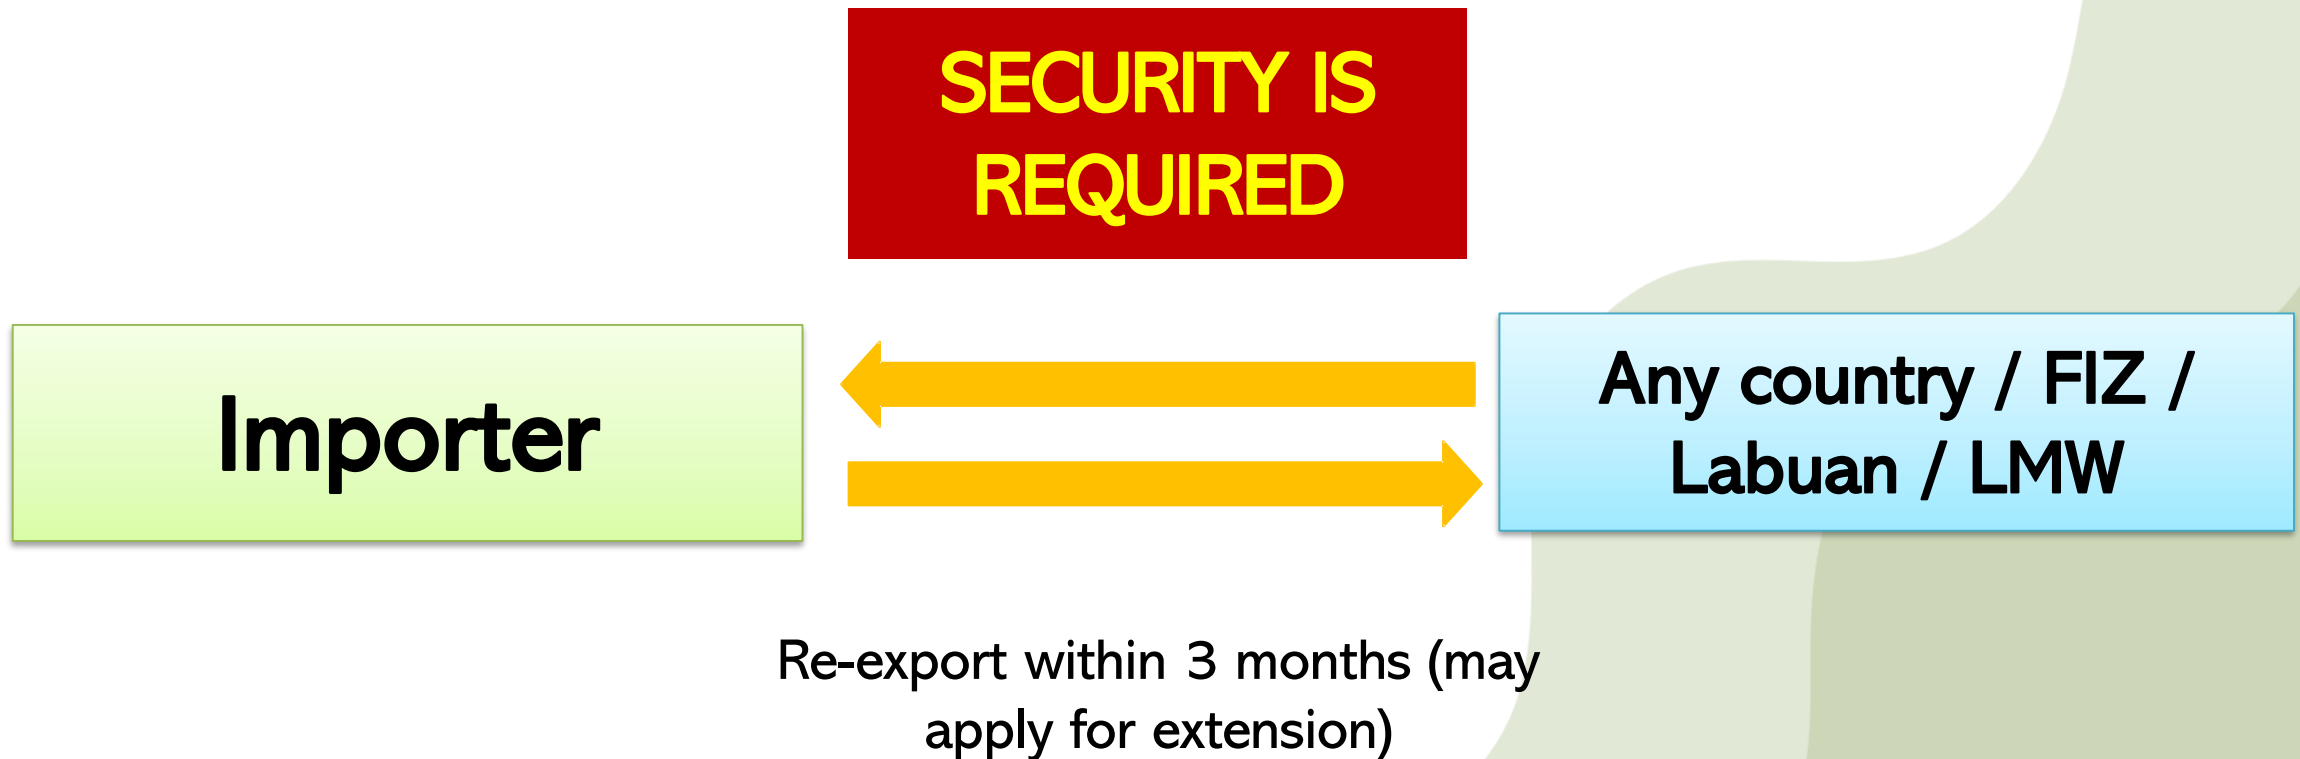 SECURITY IS
REQUIRED
Importer
Any country / FIZ /
Labuan / LMW
Re-export within 3 months (may
apply for extension)